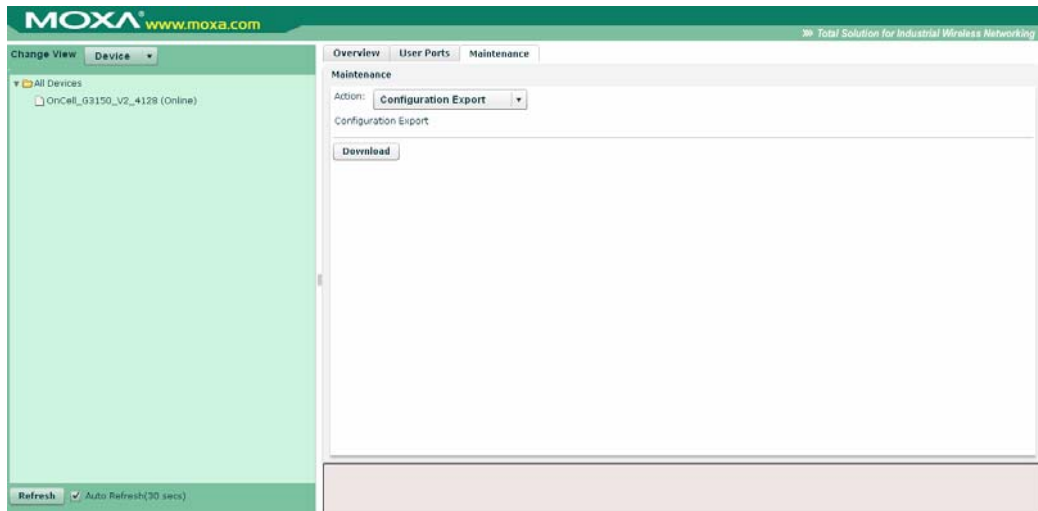 MOXA® www.moxa.com
Total Solution for Industrial Wireless Networking
Change View Device
All Devices
OnCell_G3150_V2_4128 (Online)
Refresh Auto Refresh(30 secs)
Overview User Ports Maintenance
Maintenance
Action: Configuration Export
Configuration Export
Download